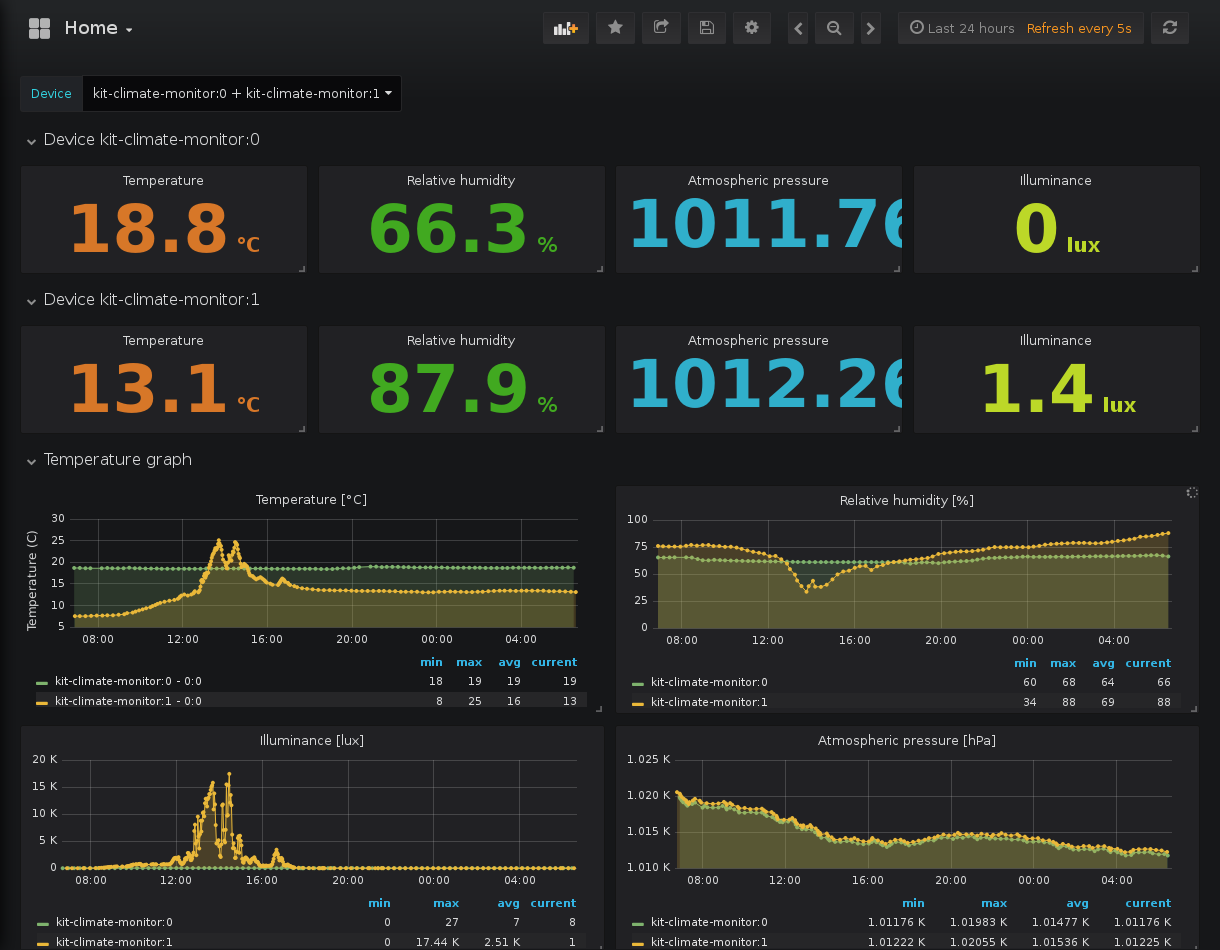 Home
Last 24 hours Refresh every 5s
Device kit-climate-monitor:0 + kit-climate-monitor:1
Device kit-climate-monitor:0
Temperature Relative humidity Atmospheric pressure Illuminance
18.8 °C 66.3 % 1011.76 0 lux
Device kit-climate-monitor:1
Temperature Relative humidity Atmospheric pressure Illuminance
13.1 °C 87.9 % 1012.26 1.4 lux
Temperature graph
Temperature [°C]
Temperature (C)
30
25
20
15
10
5
08:00 12:00 16:00 20:00 00:00 04:00
min max avg current
kit-climate-monitor:0 - 0:0 18 19 19 19
kit-climate-monitor:1 - 0:0 8 25 16 13
Relative humidity [%]
100
75
50
25
0
08:00 12:00 16:00 20:00 00:00 04:00
min max avg current
kit-climate-monitor:0 60 68 64 66
kit-climate-monitor:1 34 88 69 88
Illuminance [lux]
20 K
15 K
10 K
5 K
0
08:00 12:00 16:00 20:00 00:00 04:00
min max avg current
kit-climate-monitor:0 0 27 7 8
kit-climate-monitor:1 0 17.44 K 2.51 K 1
Atmospheric pressure [hPa]
1.025 K
1.020 K
1.015 K
1.010 K
08:00 12:00 16:00 20:00 00:00 04:00
min max avg current
kit-climate-monitor:0 1.01176 K 1.01983 K 1.01477 K 1.01176 K
kit-climate-monitor:1 1.01222 K 1.02055 K 1.01536 K 1.01225 K